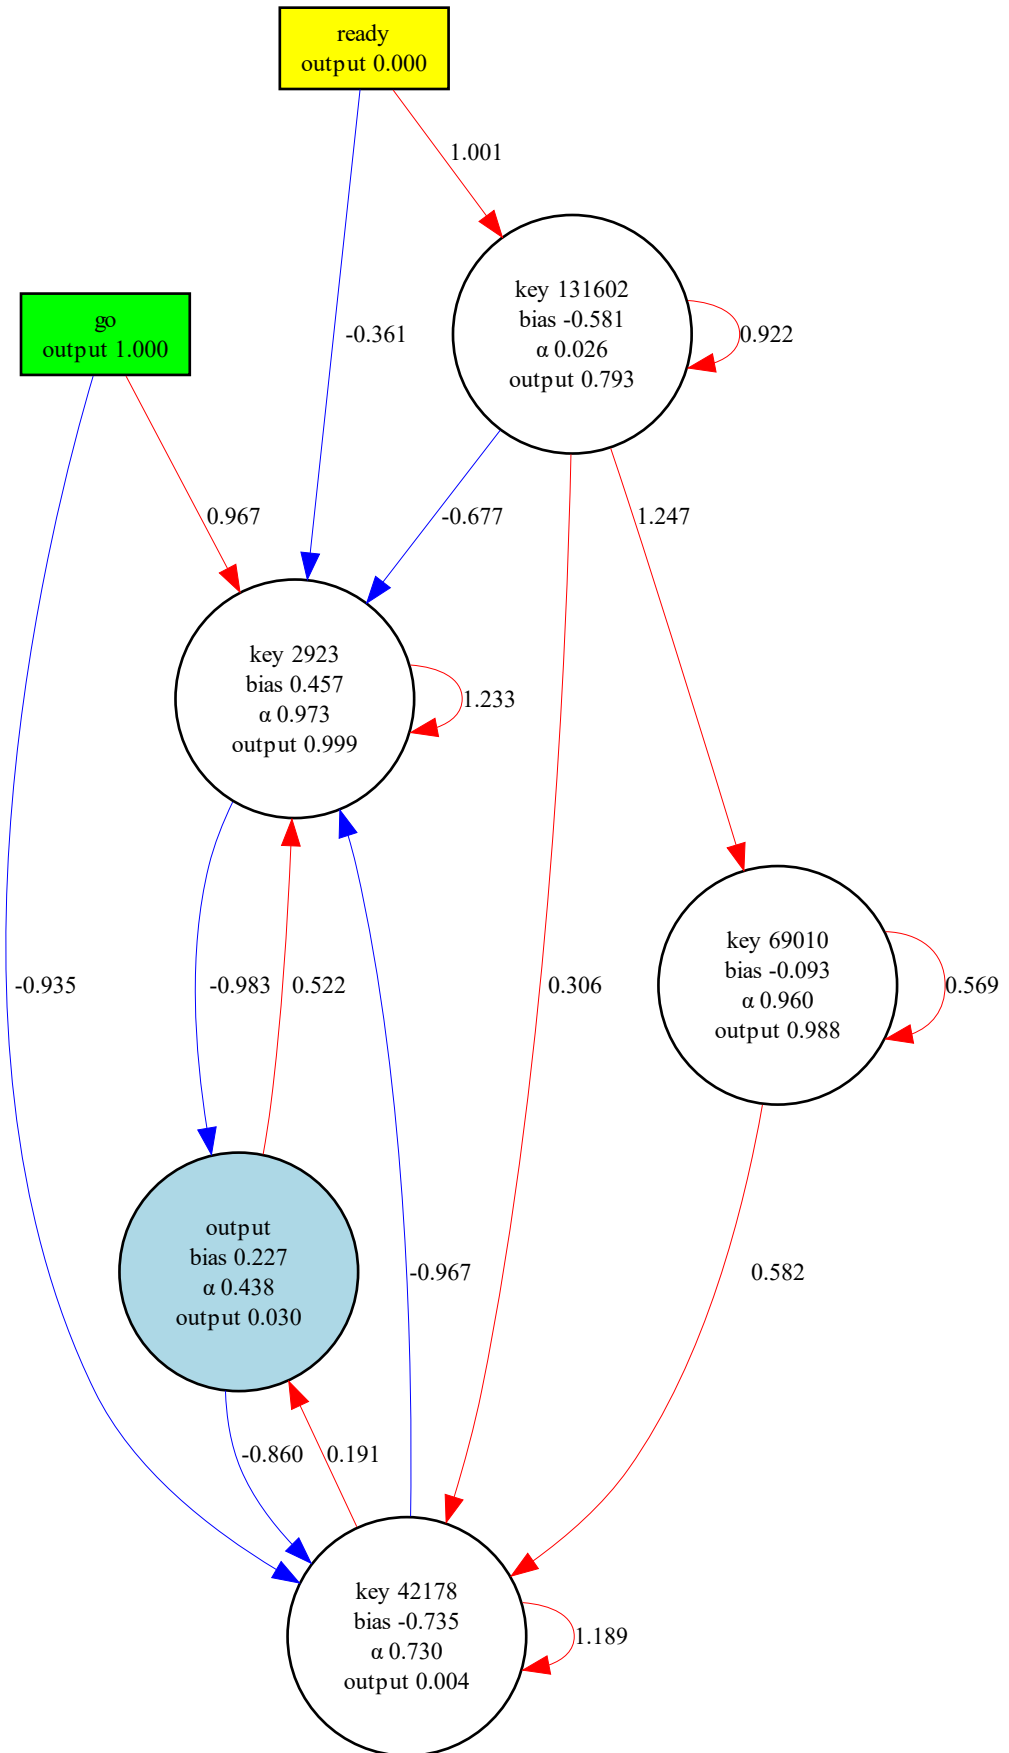 ready
output 0.000
1.001
key 131602
bias -0.581
α 0.026
output 0.793
0.922
go
output 1.000
-0.361
0.967
-0.677
1.247
key 2923
bias 0.457
α 0.973
output 0.999
1.233
key 69010
bias -0.093
α 0.960
output 0.988
0.569
-0.935
-0.983
0.522
0.306
output
bias 0.227
α 0.438
output 0.030
-0.967
0.582
-0.860
0.191
key 42178
bias -0.735
α 0.730
output 0.004
1.189